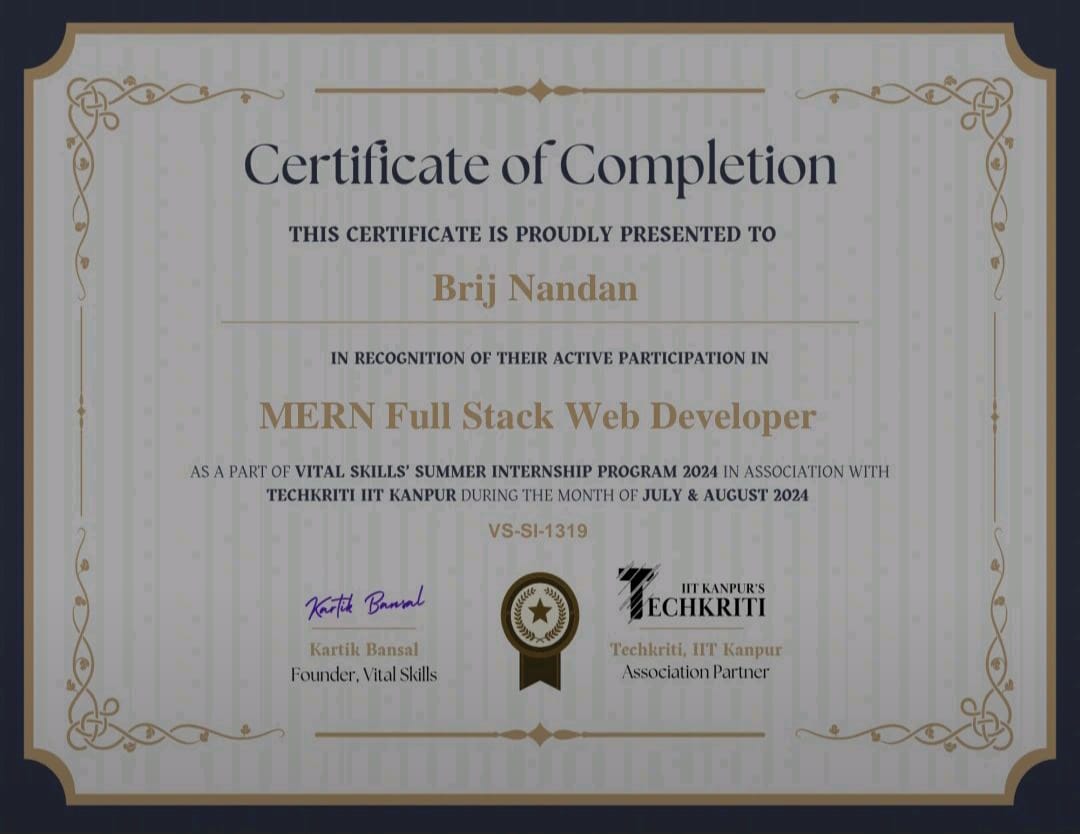 Certificate of Completion
THIS CERTIFICATE IS PROUDLY PRESENTED TO
Brij Nandan
IN RECOGNITION OF THEIR ACTIVE PARTICIPATION IN
MERN Full Stack Web Developer
AS A PART OF VITAL SKILLS' SUMMER INTERNSHIP PROGRAM 2024 IN ASSOCIATION WITH
TECHKRITI IIT KANPUR DURING THE MONTH OF JULY & AUGUST 2024
VS-SI-1319
Kartik Bansal
Kartik Bansal
Founder, Vital Skills
IIT KANPUR'S
TECHKRITI
Techkriti, IIT Kanpur
Association Partner